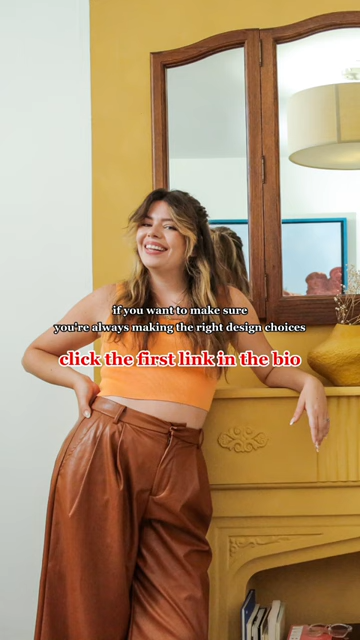 if you want to make sure
you're always making the right design choices
click the first link in the bio